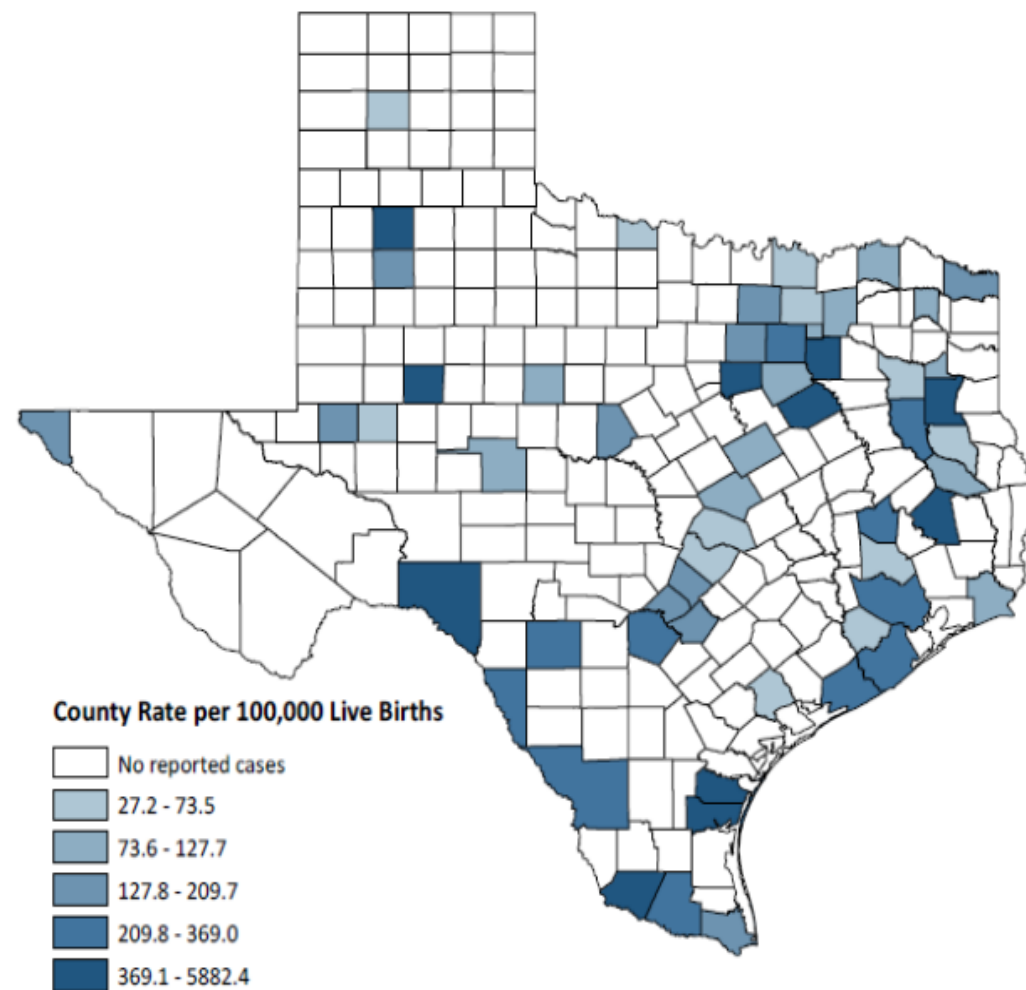 County Rate per 100,000 Live Births
No reported cases
27.2 - 73.5
73.6 - 127.7
127.8 - 209.7
209.8 - 369.0
369.1 - 5882.4